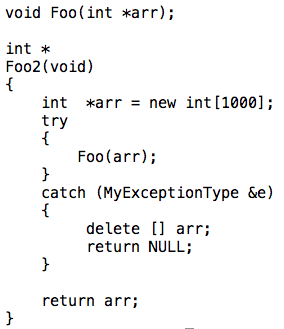 void Foo(int *arr);
int *
Foo2(void)
{
int *arr = new int[1000];
try
{
Foo(arr);
}
catch (MyExceptionType &e)
{
delete [] arr;
return NULL;
}
return arr;
}